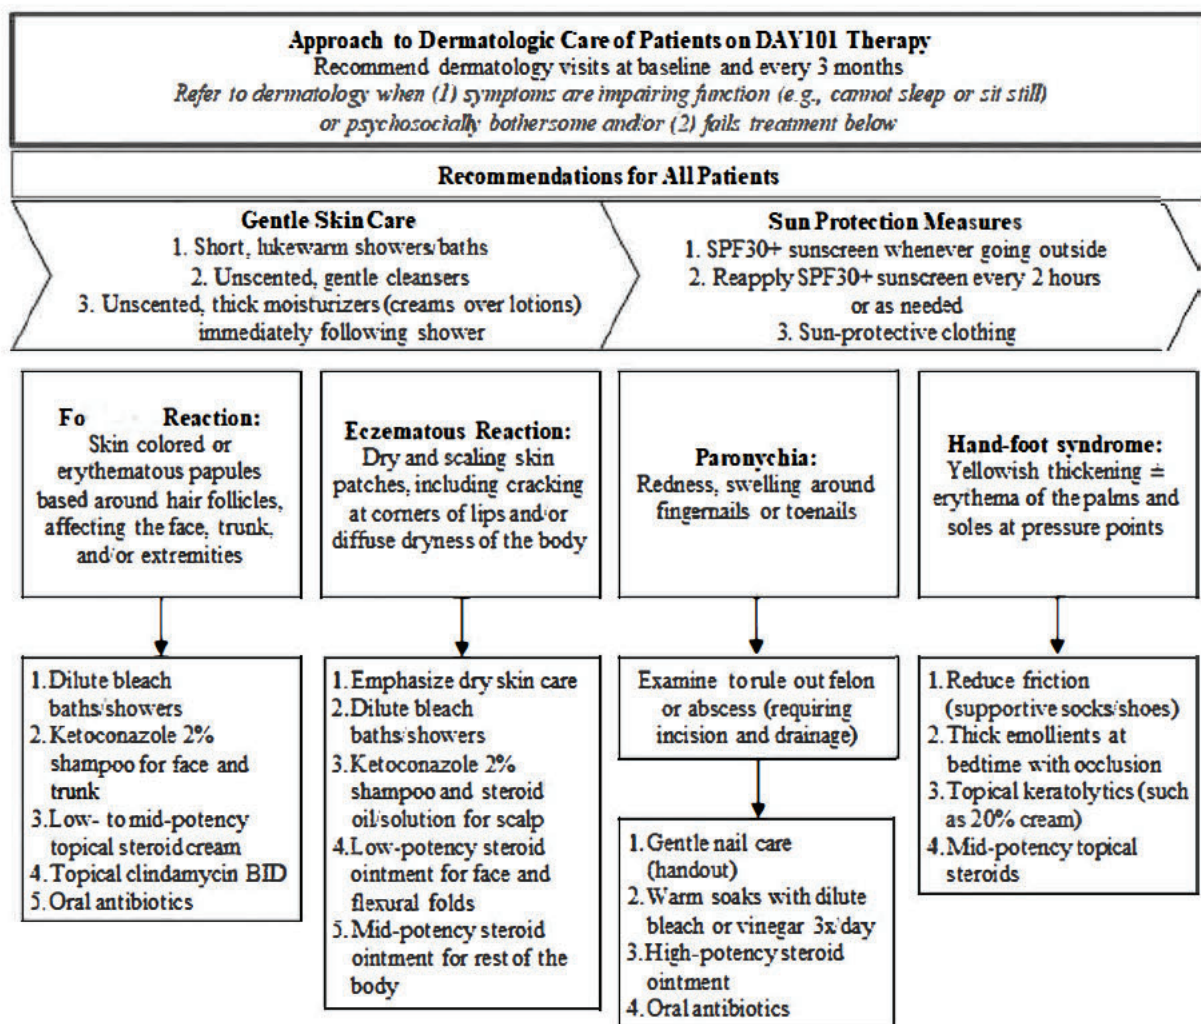 Approach to Dermatologic Care of Patients on DAY101 Therapy
Recommend dermatology visits at baseline and every 3 months
Refer to dermatology when (1) symptoms are impairing function (e.g., cannot sleep or sit still)
or psychosocially bothersome and/or (2) fails treatment below
Recommendations for All Patients
Gentle Skin Care
1. Short, lukewarm showers/baths
2. Unscented, gentle cleansers
3. Unscented, thick moisturizers (creams over lotions)
immediately following shower
Sun Protection Measures
1. SPF30+ sunscreen whenever going outside
2. Reapply SPF30+ sunscreen every 2 hours
or as needed
3. Sun-protective clothing
Fo Reaction:
Skin colored or
erythematous papules
based around hair follicles,
affecting the face, trunk,
and/or extremities
1. Dilute bleach
baths/showers
2. Ketoconazole 2%
shampoo for face and
trunk
3. Low- to mid-potency
topical steroid cream
4. Topical clindamycin BID
5. Oral antibiotics
Eczematous Reaction:
Dry and scaling skin
patches, including cracking
at corners of lips and/or
diffuse dryness of the body
1. Emphasize dry skin care
2. Dilute bleach
baths/showers
3. Ketoconazole 2%
shampoo and steroid
oil/solution for scalp
4. Low-potency steroid
ointment for face and
flexural folds
5. Mid-potency steroid
ointment for rest of the
body
Paronychia:
Redness, swelling around
fingernails or toenails
Examine to rule out felon
or abscess (requiring
incision and drainage)
1. Gentle nail care
(handout)
2. Warm soaks with dilute
bleach or vinegar 3x/day
3. High-potency steroid
ointment
4. Oral antibiotics
Hand-foot syndrome:
Yellowish thickening ±
erythema of the palms and
soles at pressure points
1. Reduce friction
(supportive socks/shoes)
2. Thick emollients at
bedtime with occlusion
3. Topical keratolytics (such
as 20% cream)
4. Mid-potency topical
steroids